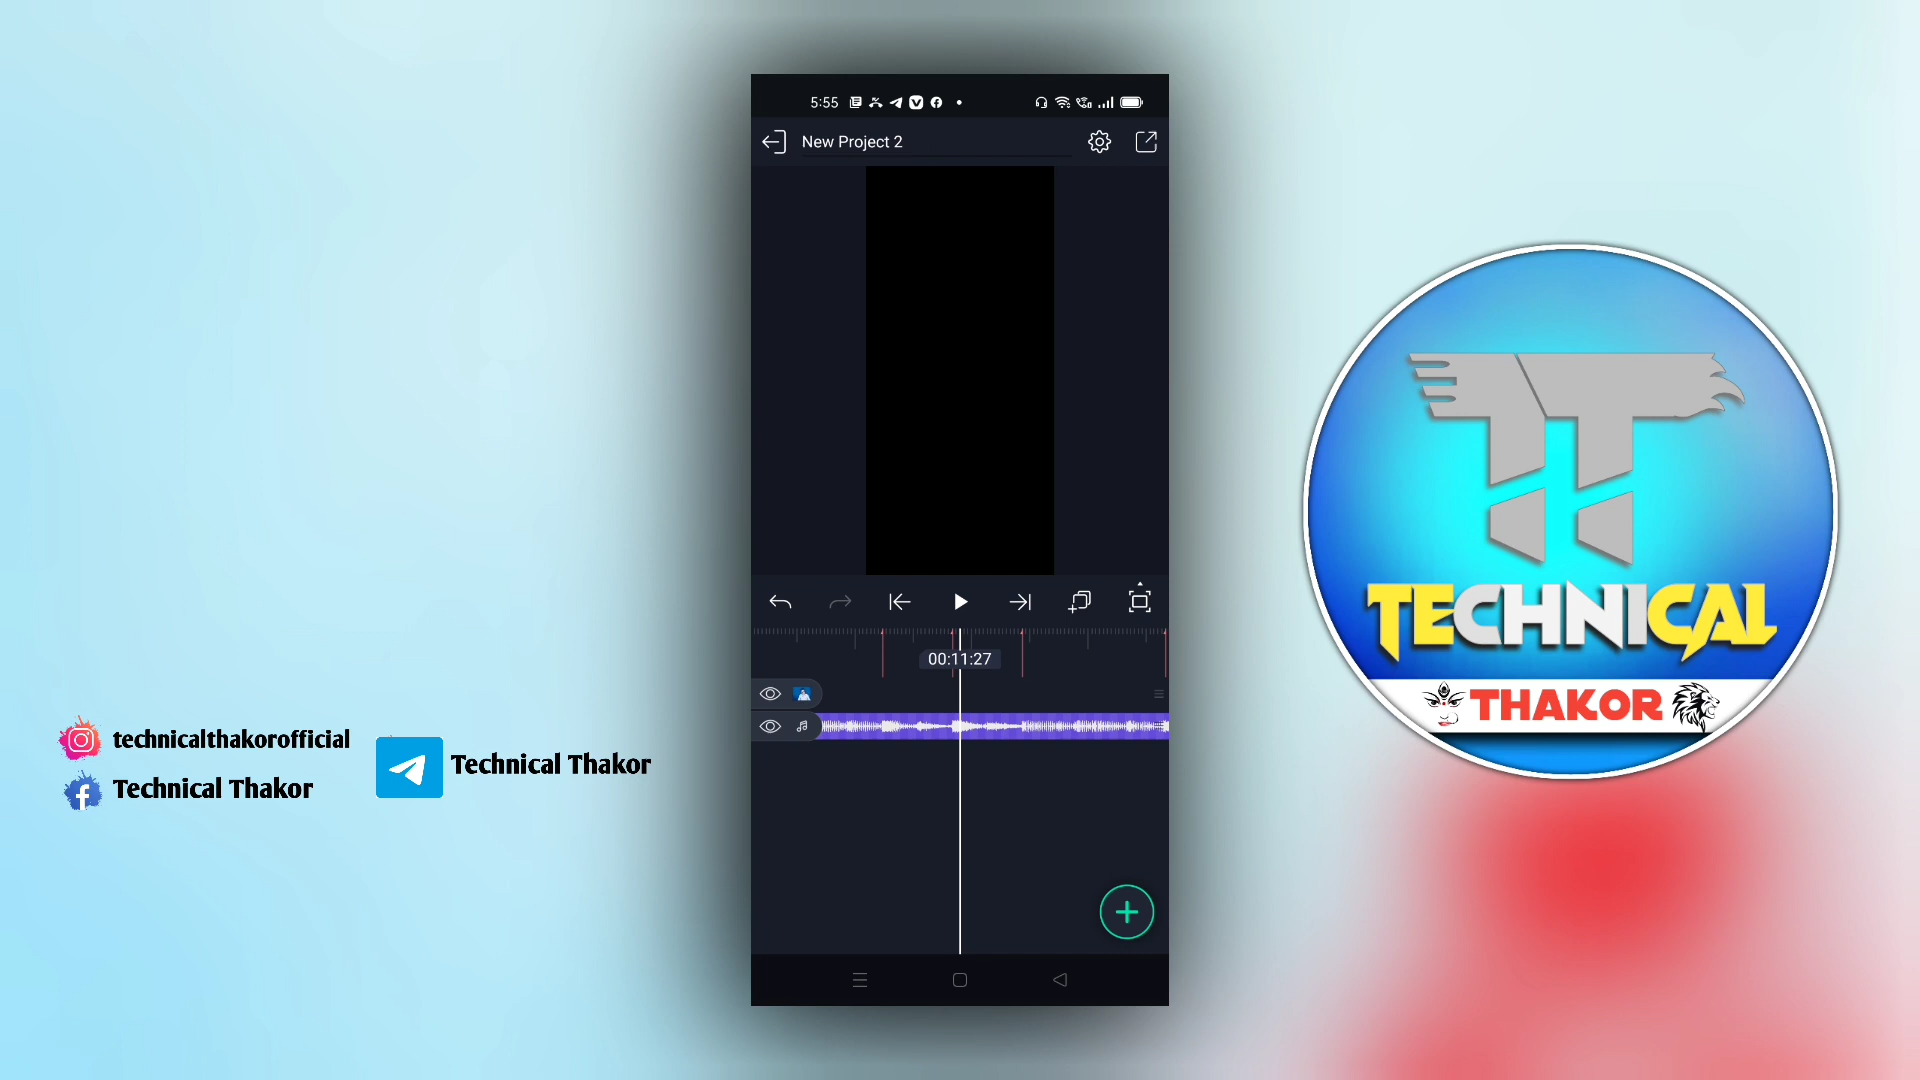 5:55
New Project 2
00:11:27
technicalthakorofficial
Technical Thakor
Technical Thakor
TECHNICAL
THAKOR